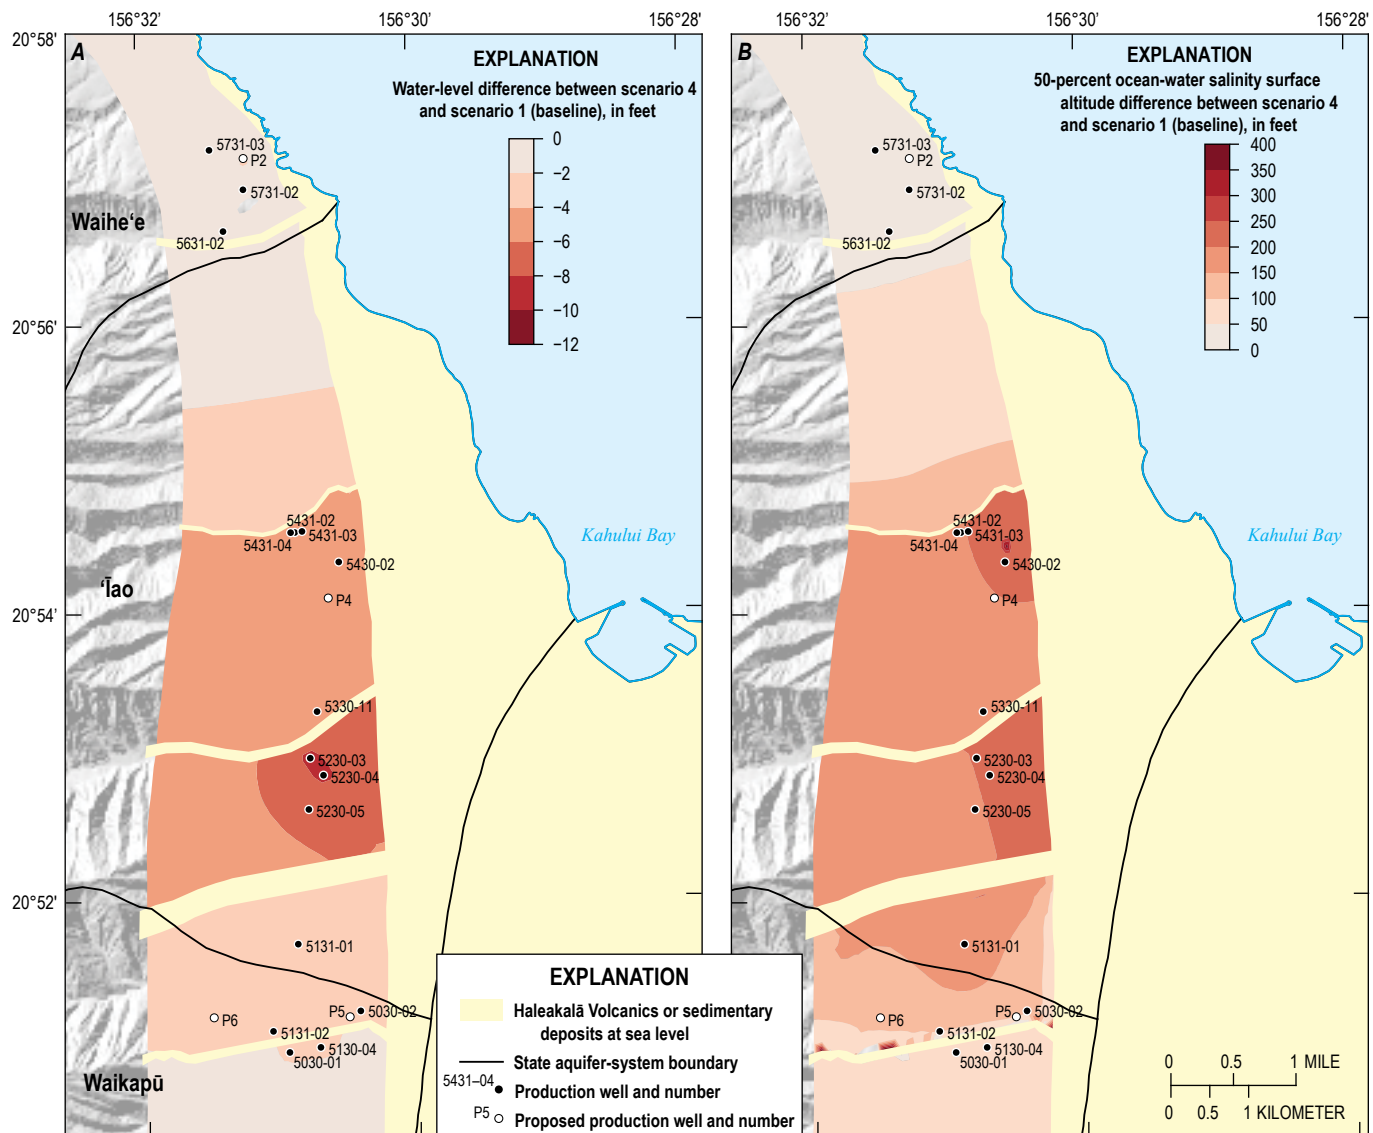 156°32'
156°30'
156°28'
156°32'
156°30'
156°28'
20°58'
20°56'
20°54'
20°52'
A
EXPLANATION
Water-level difference between scenario 4
and scenario 1 (baseline), in feet
0
−2
−4
−6
−8
−10
−12
5731-03
P2
5731-02
Waihe‘e
5631-02
5431-02
5431-03
5431-04
5430-02
‘Īao
P4
Kahului Bay
5330-11
5230-03
5230-04
5230-05
5131-01
P6
P5
5030-02
5131-02
5130-04
5030-01
Waikapū
B
EXPLANATION
50-percent ocean-water salinity surface
altitude difference between scenario 4
and scenario 1 (baseline), in feet
400
350
300
250
200
150
100
50
0
5731-03
P2
5731-02
5631-02
5431-02
5431-03
5431-04
5430-02
P4
Kahului Bay
5330-11
5230-03
5230-04
5230-05
5131-01
P6
P5
5030-02
5131-02
5130-04
5030-01
EXPLANATION
Haleakalā Volcanics or sedimentary
deposits at sea level
State aquifer-system boundary
5431–04
Production well and number
P5
Proposed production well and number
0 0.5 1 MILE
0 0.5 1 KILOMETER